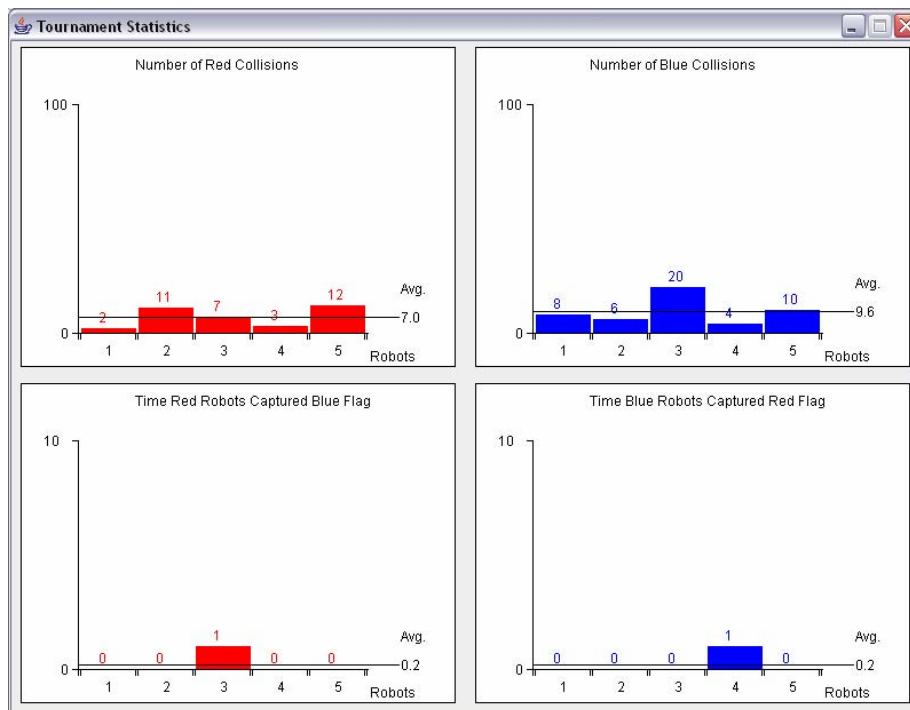 Tournament Statistics
Number of Red Collisions
100
2 11 7 3 12
Avg.
7.0
0
1 2 3 4 5
Robots
Number of Blue Collisions
100
8 6 20 4 10
Avg.
9.6
0
1 2 3 4 5
Robots
Time Red Robots Captured Blue Flag
10
0 0 1 0 0
Avg.
0.2
0
1 2 3 4 5
Robots
Time Blue Robots Captured Red Flag
10
0 0 0 1 0
Avg.
0.2
0
1 2 3 4 5
Robots